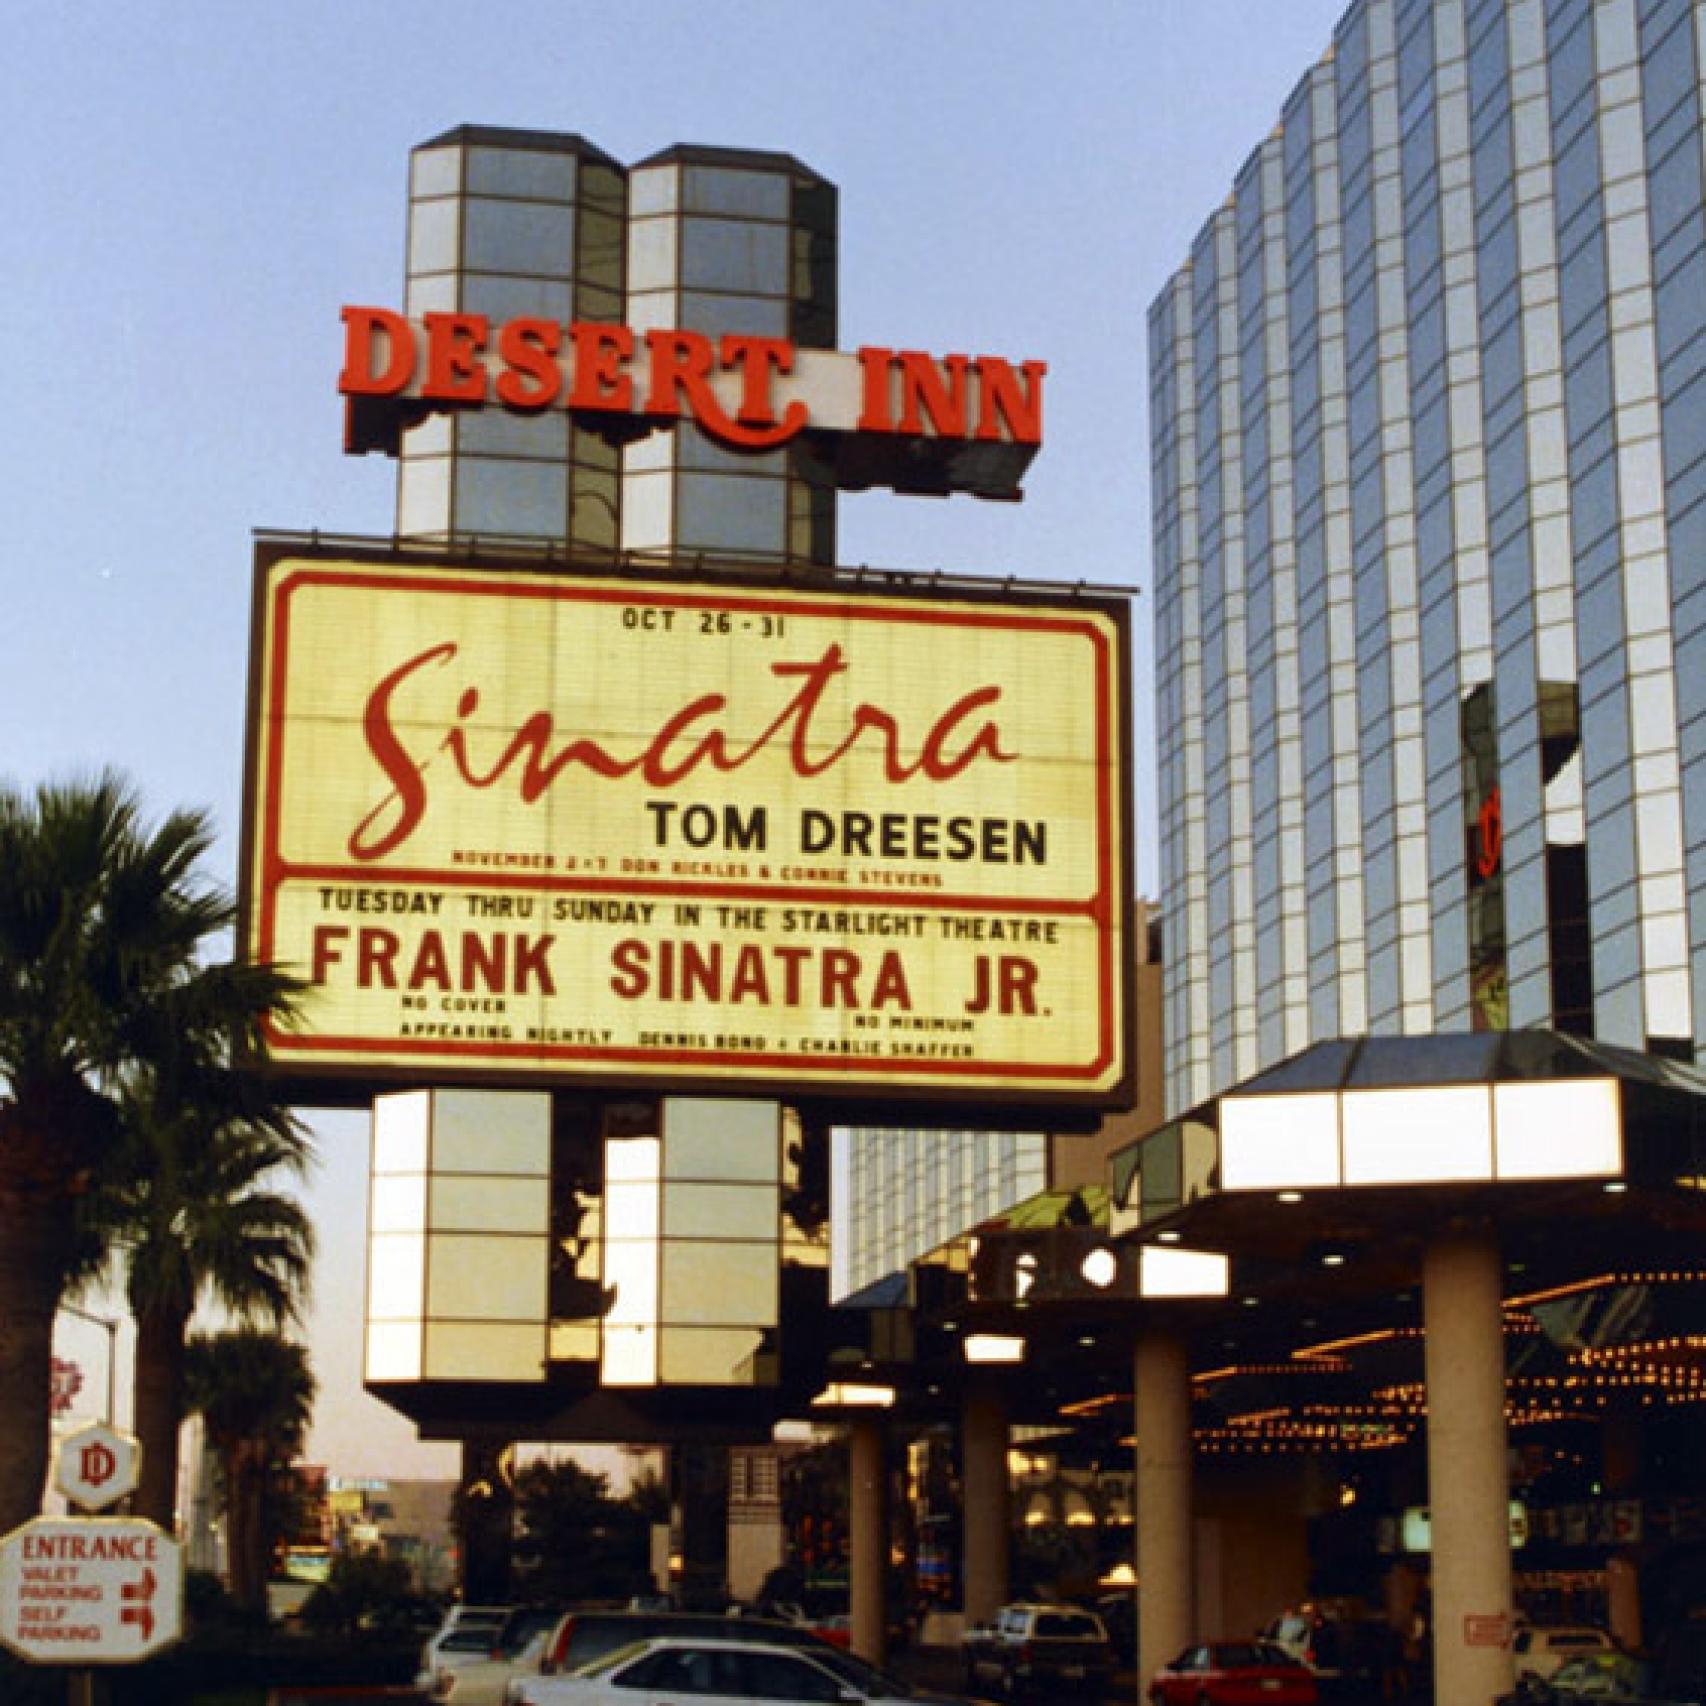 DESERT INN
OCT 26-31
Sinatra
TOM DREESEN
NOVEMBER 2-7 DON RICKLES & CONNIE STEVENS
TUESDAY THRU SUNDAY IN THE STARLIGHT THEATRE
FRANK SINATRA JR.
NO COVER
NO MINIMUM
APPEARING NIGHTLY DENNIS BONO & CHARLIE SHAFFER
DI
ENTRANCE
VALET
PARKING
SELF
PARKING